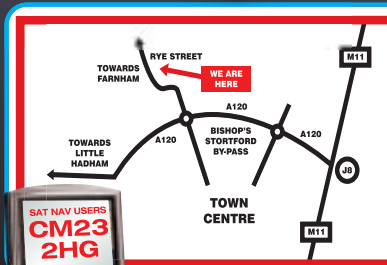 RYE STREET
TOWARDS
FARNHAM
WE ARE
HERE
M11
A120
TOWARDS
LITTLE
HADHAM
A120
BISHOP'S
STORTFORD
BY-PASS
A120
J8
TOWN
CENTRE
M11
SAT NAV USERS
CM23
2HG